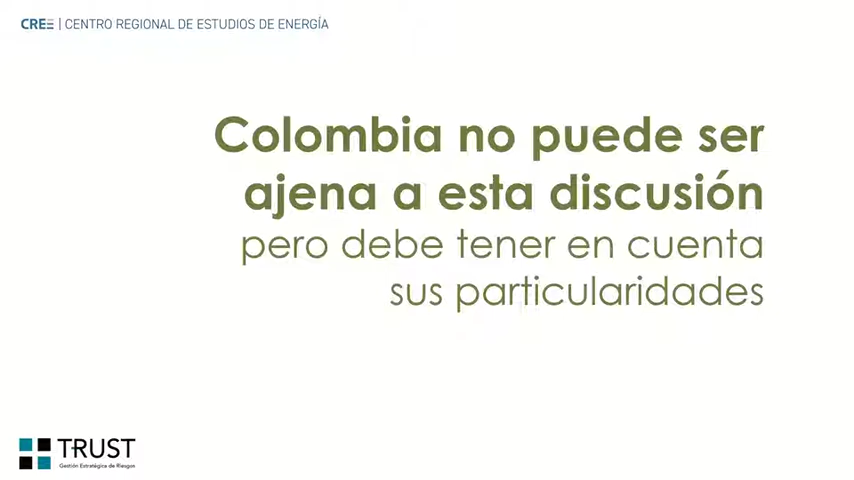 CREE | CENTRO REGIONAL DE ESTUDIOS DE ENERGÍA
Colombia no puede ser
ajena a esta discusión
pero debe tener en cuenta
sus particularidades
TRUST
Gestión Estratégica de Riesgos